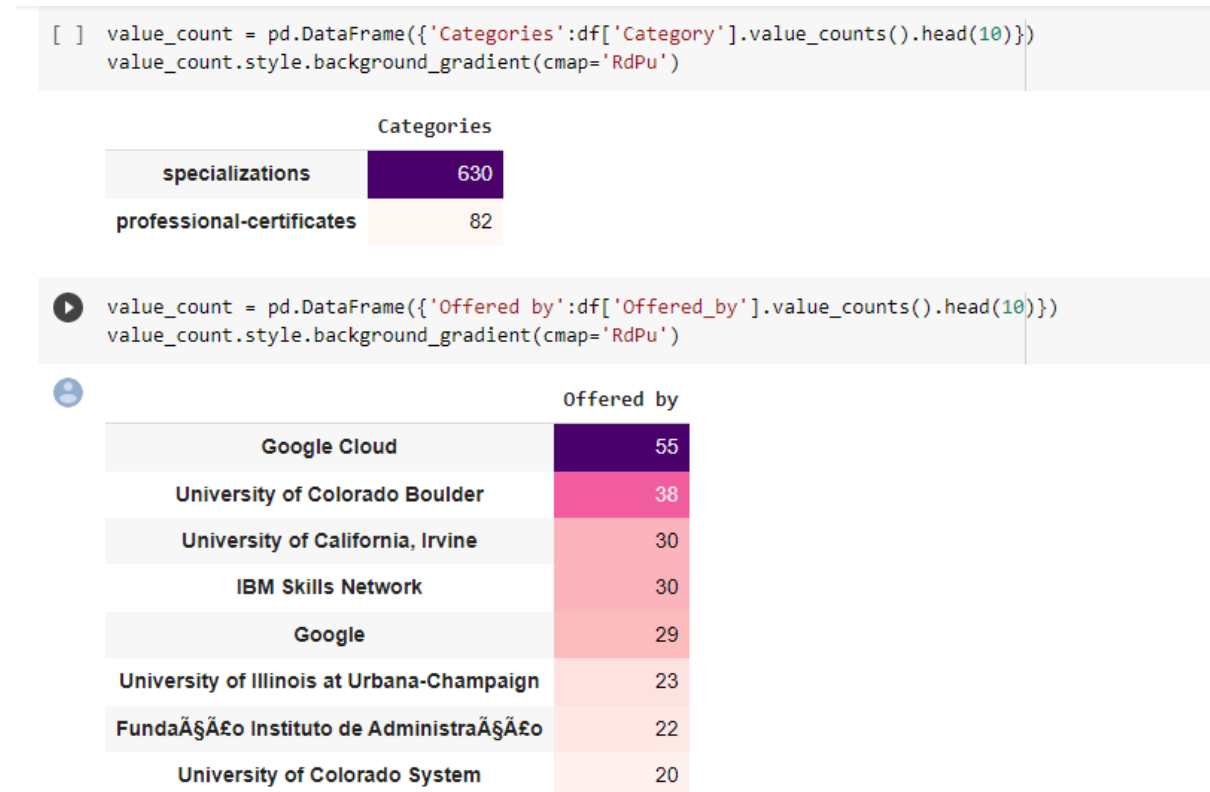 [ ] value_count = pd.DataFrame({'Categories':df['Category'].value_counts().head(10)})
value_count.style.background_gradient(cmap='RdPu')
Categories
specializations 630
professional-certificates 82
value_count = pd.DataFrame({'Offered by':df['Offered_by'].value_counts().head(10)})
value_count.style.background_gradient(cmap='RdPu')
Offered by
Google Cloud 55
University of Colorado Boulder 38
University of California, Irvine 30
IBM Skills Network 30
Google 29
University of Illinois at Urbana-Champaign 23
FundaÃ§Ã£o Instituto de AdministraÃ§Ã£o 22
University of Colorado System 20